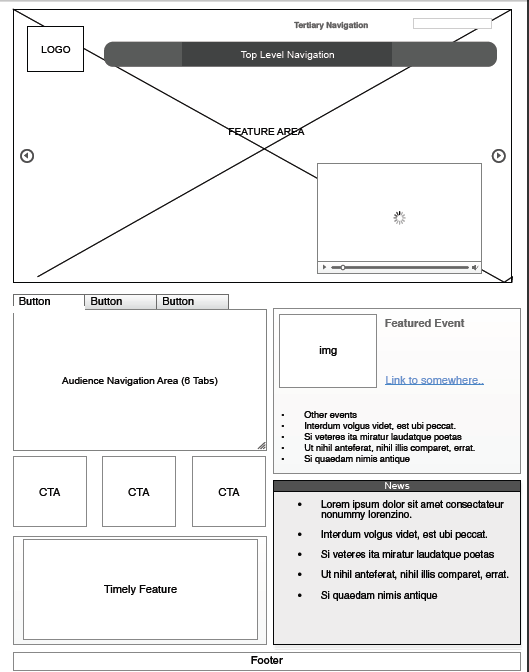 Tertiary Navigation
LOGO
Top Level Navigation
FEATURE AREA
Button
Button
Button
Audience Navigation Area (6 Tabs)
img
Featured Event
Link to somewhere..
• Other events
• Interdum volgus videt, est ubi peccat.
• Si veteres ita miratur laudatque poetas
• Ut nihil anteferat, nihil illis comparet, errat.
• Si quaedam nimis antique
CTA
CTA
CTA
News
• Lorem ipsum dolor sit amet consectateur
nonummy lorenzino.
• Interdum volgus videt, est ubi peccat.
• Si veteres ita miratur laudatque poetas
• Ut nihil anteferat, nihil illis comparet, errat.
• Si quaedam nimis antique
Timely Feature
Footer